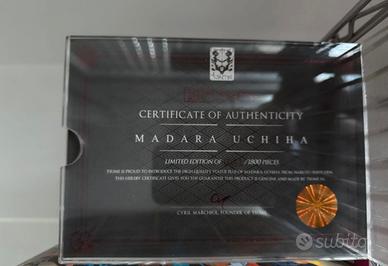 TSUME
CERTIFICATE OF AUTHENTICITY
MADARA UCHIHA
LIMITED EDITION OF /1800 PIECES
TSUME IS PROUD TO INTRODUCE THE HIGH QUALITY STATUE OF MADARA UCHIHA FROM NARUTO SHIPPUDEN.
THIS HEREBY CERTIFICATE GIVES YOU THE GUARANTEE THIS PRODUCT IS GENUINE AND MADE BY TSUME SA.
CYRIL MARCHIOL, FOUNDER OF TSUME
subito